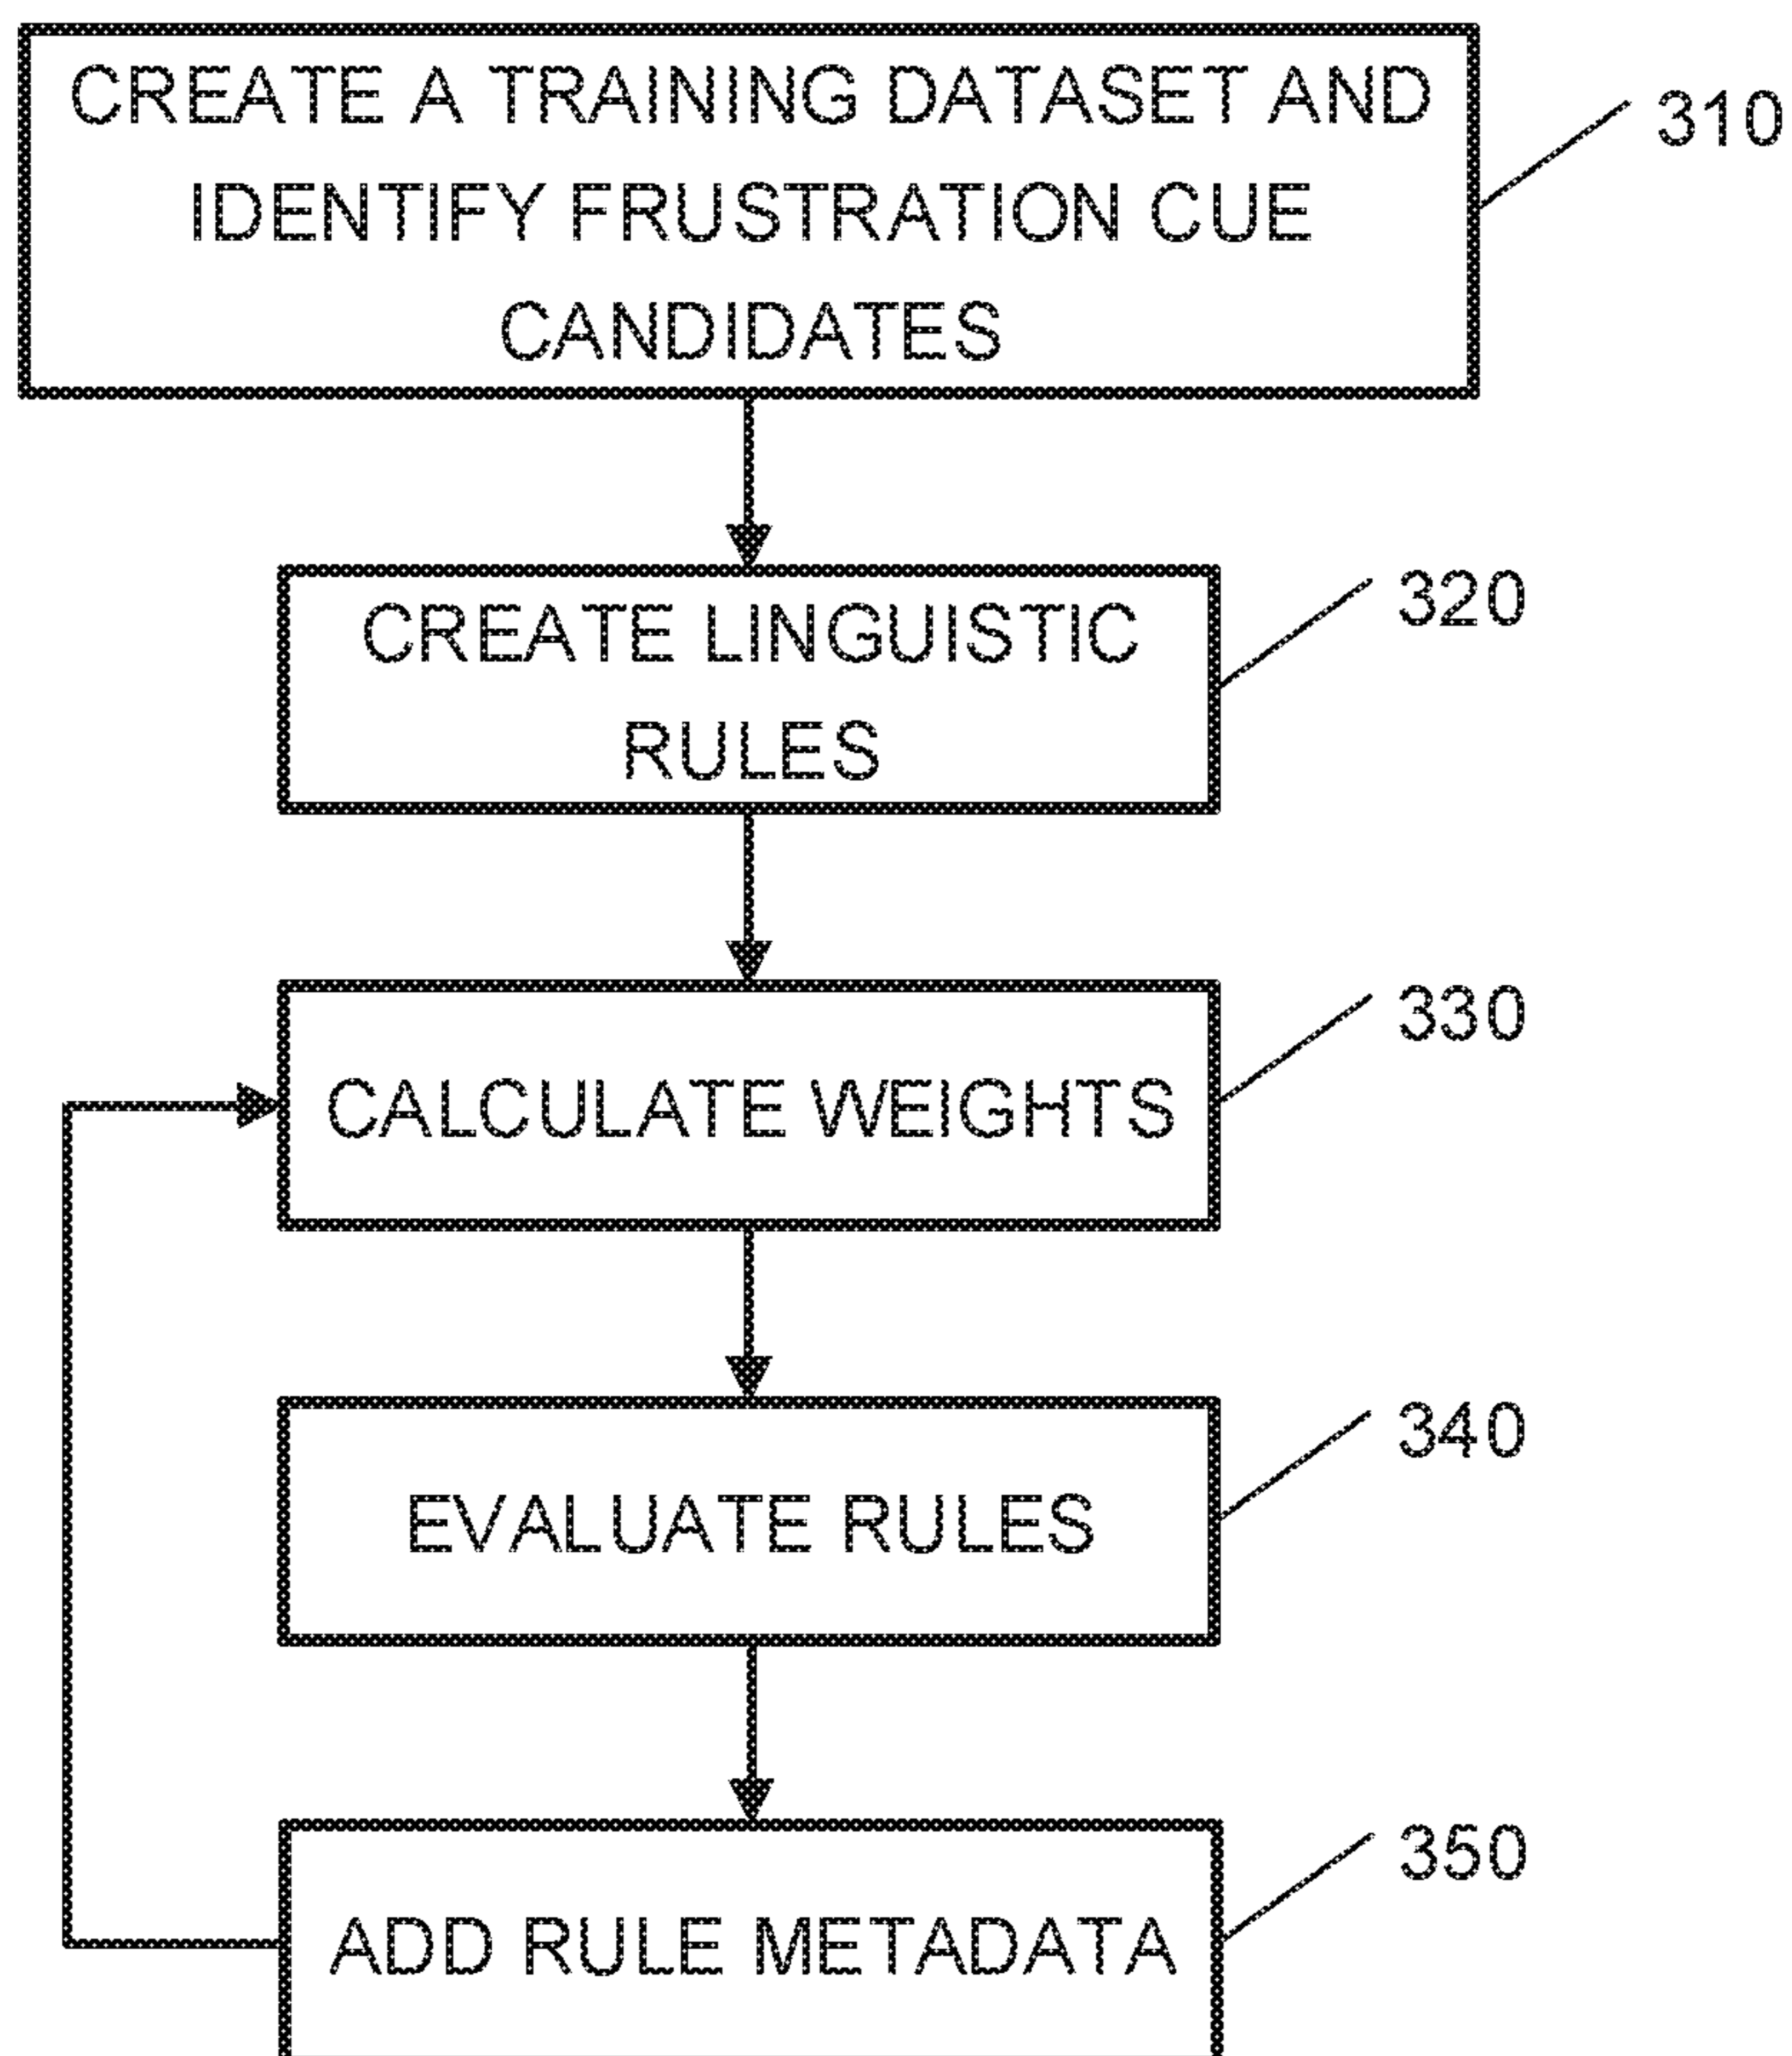 CREATE A TRAINING DATASET AND
IDENTIFY FRUSTRATION CUE
CANDIDATES
310
CREATE LINGUISTIC
RULES
320
CALCULATE WEIGHTS
330
EVALUATE RULES
340
ADD RULE METADATA
350